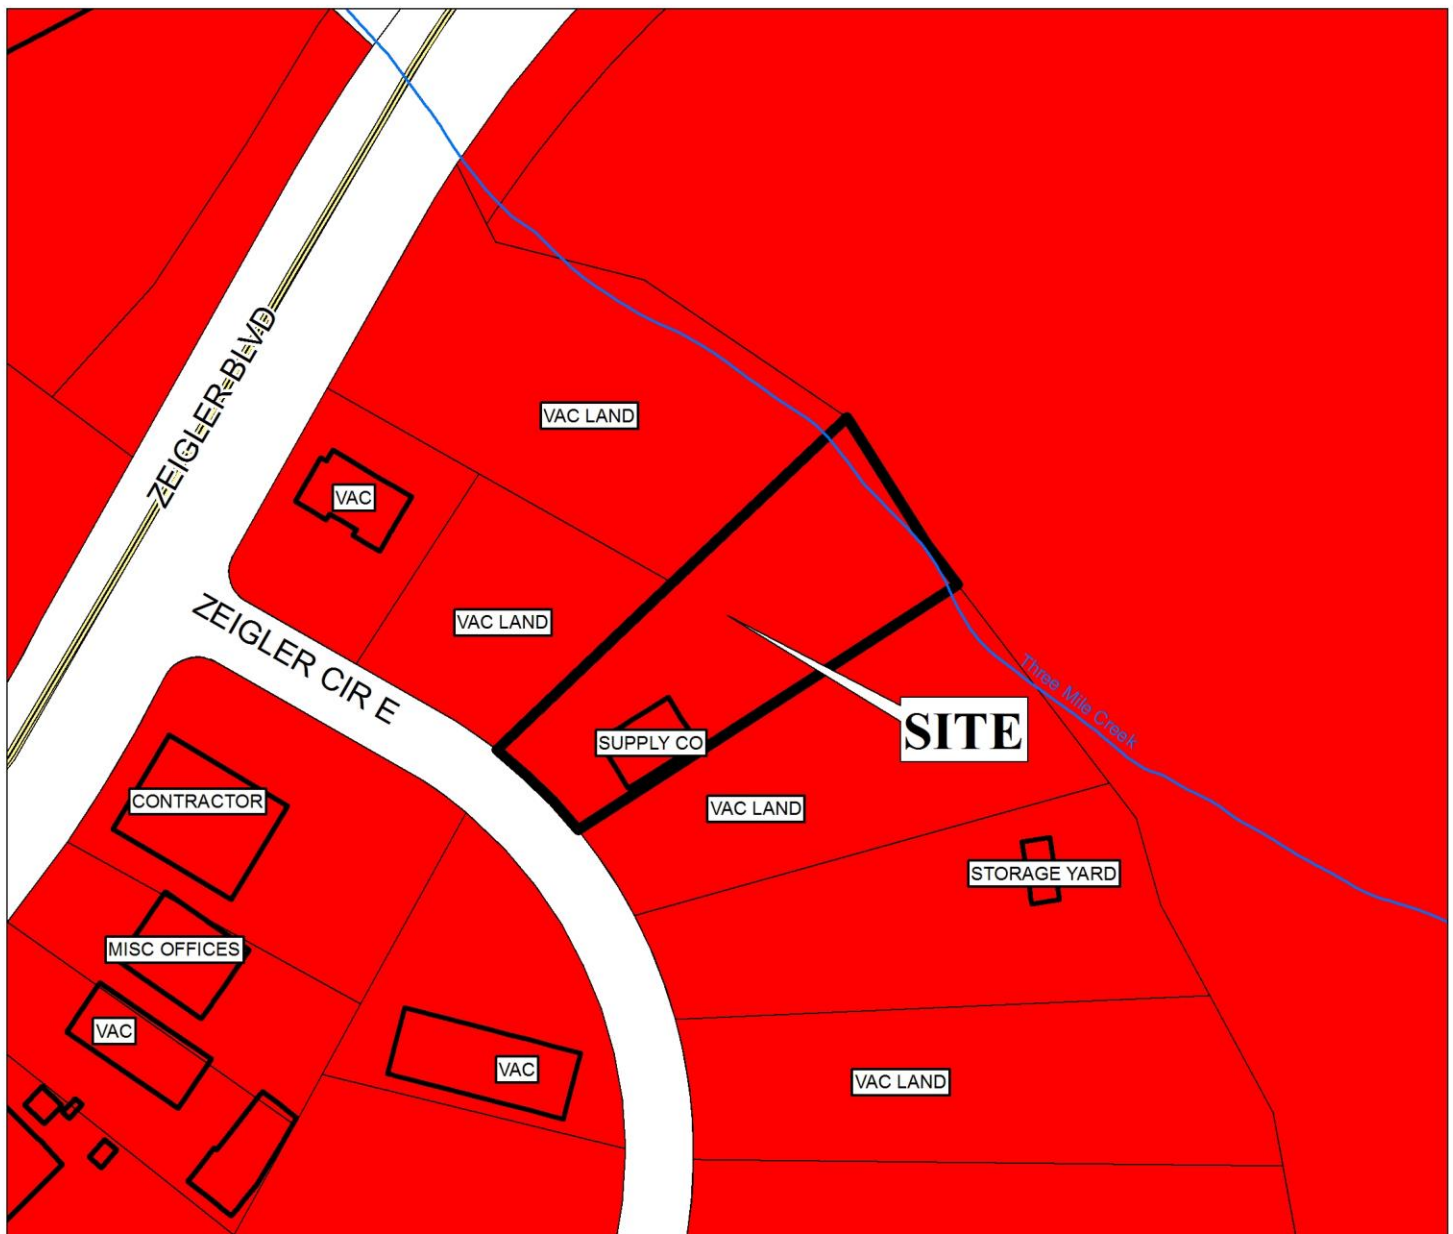 ZEIGLER BLVD
VAC LAND
VAC
ZEIGLER CIR E
VAC LAND
SITE
Three Mile Creek
SUPPLY CO
CONTRACTOR
VAC LAND
STORAGE YARD
MISC OFFICES
VAC
VAC
VAC LAND